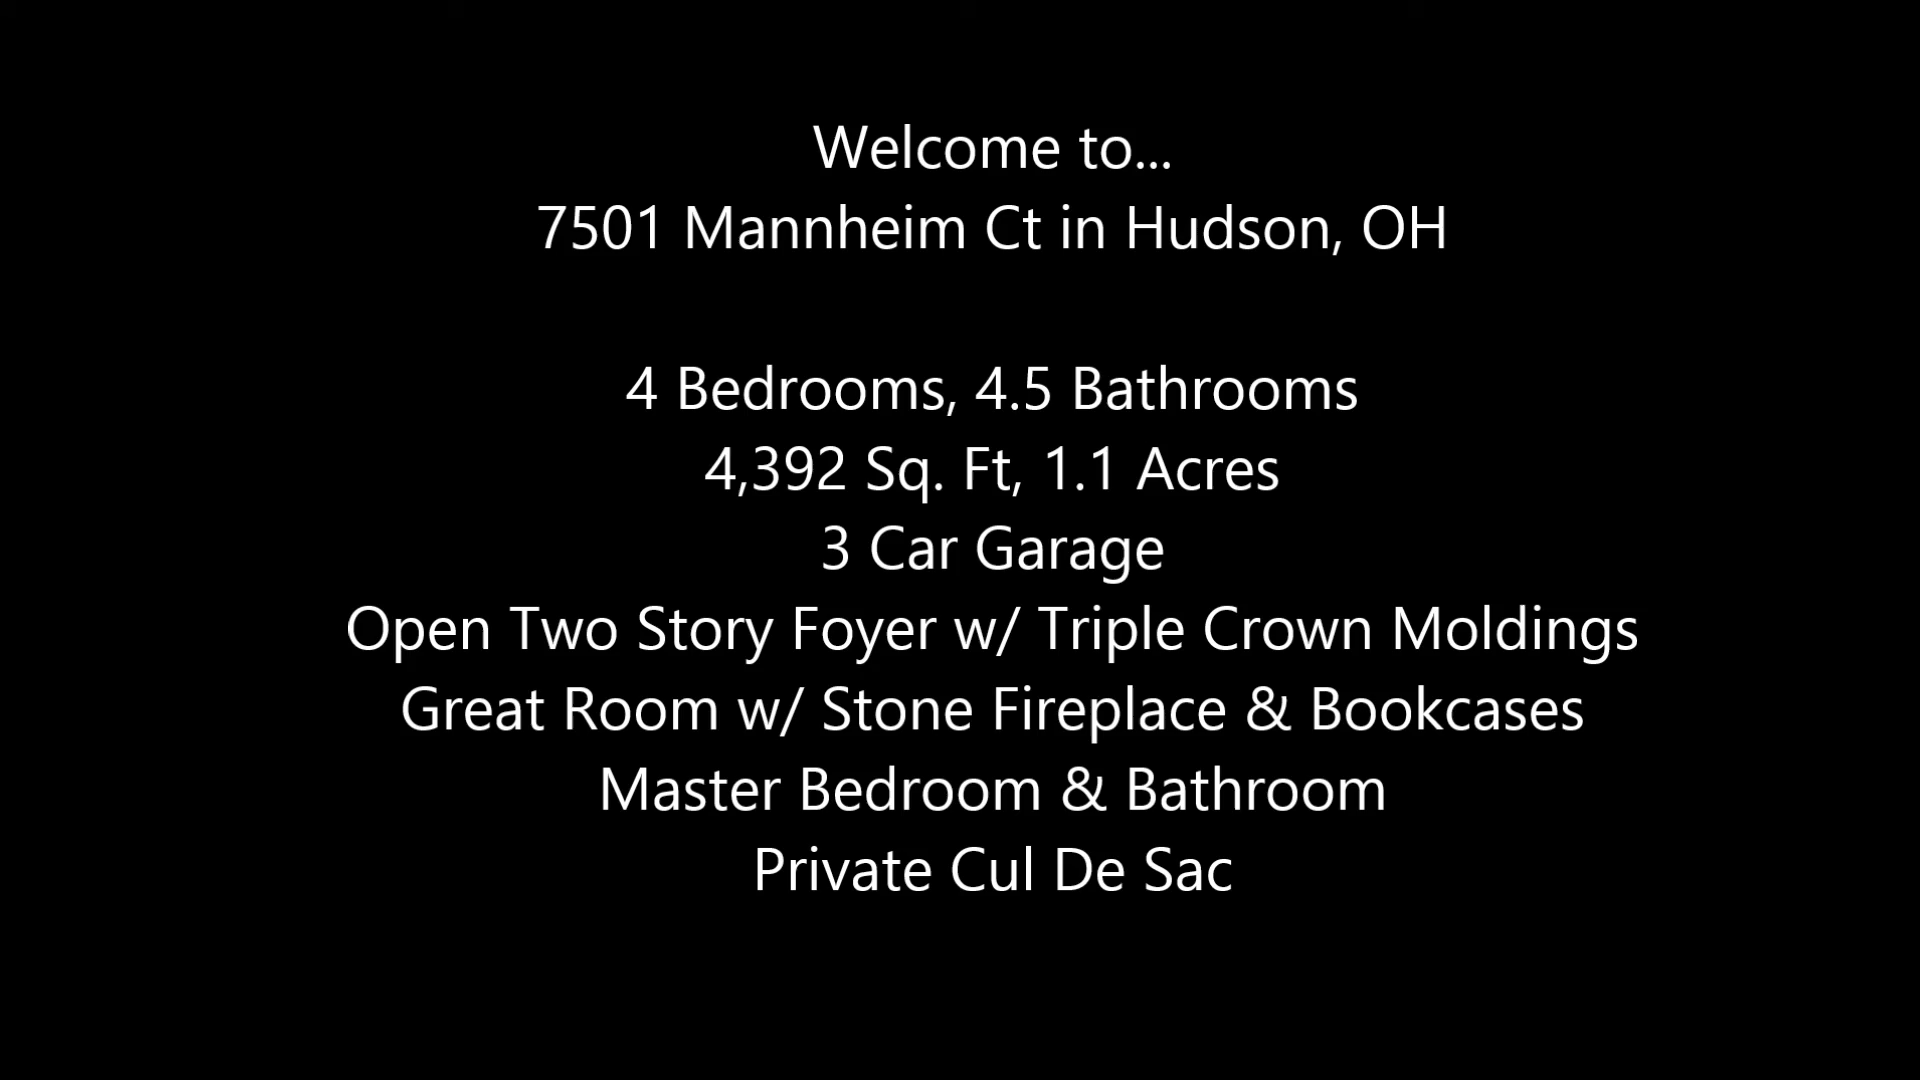 Welcome to...
7501 Mannheim Ct in Hudson, OH
4 Bedrooms, 4.5 Bathrooms
4,392 Sq. Ft, 1.1 Acres
3 Car Garage
Open Two Story Foyer w/ Triple Crown Moldings
Great Room w/ Stone Fireplace & Bookcases
Master Bedroom & Bathroom
Private Cul De Sac